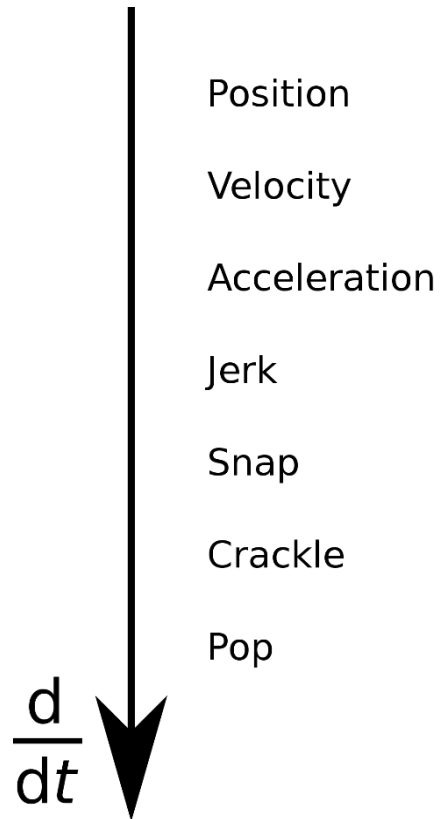 Position
Velocity
Acceleration
Jerk
Snap
Crackle
Pop
d
dt